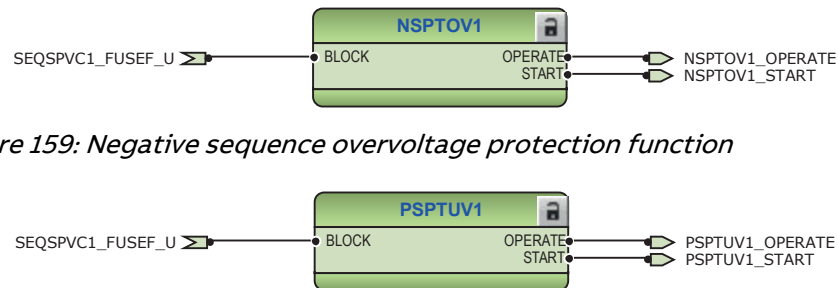 NSPTOV1
SEQSPVC1_FUSEF_U BLOCK OPERATE NSPTOV1_OPERATE
START NSPTOV1_START
re 159: Negative sequence overvoltage protection function
PSPTUV1
SEQSPVC1_FUSEF_U BLOCK OPERATE PSPTUV1_OPERATE
START PSPTUV1_START